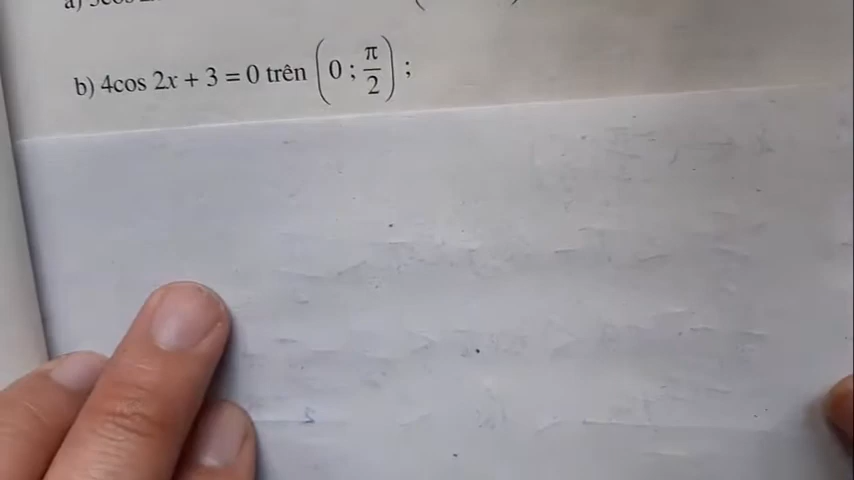 b) 4cos 2x + 3 = 0 trên (0 ; π/2) ;